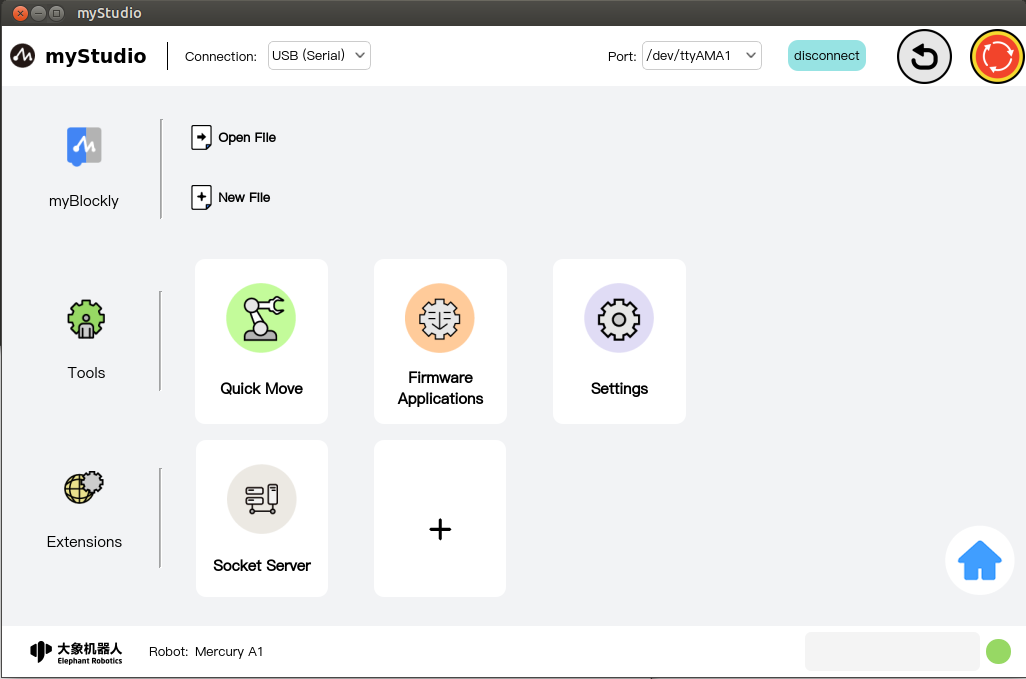 myStudio
myStudio
Connection: USB (Serial)
Port: /dev/ttyAMA1
disconnect
myBlockly
Open File
New File
Tools
Quick Move
Firmware
Applications
Settings
Extensions
Socket Server
大象机器人
Elephant Robotics
Robot: Mercury A1